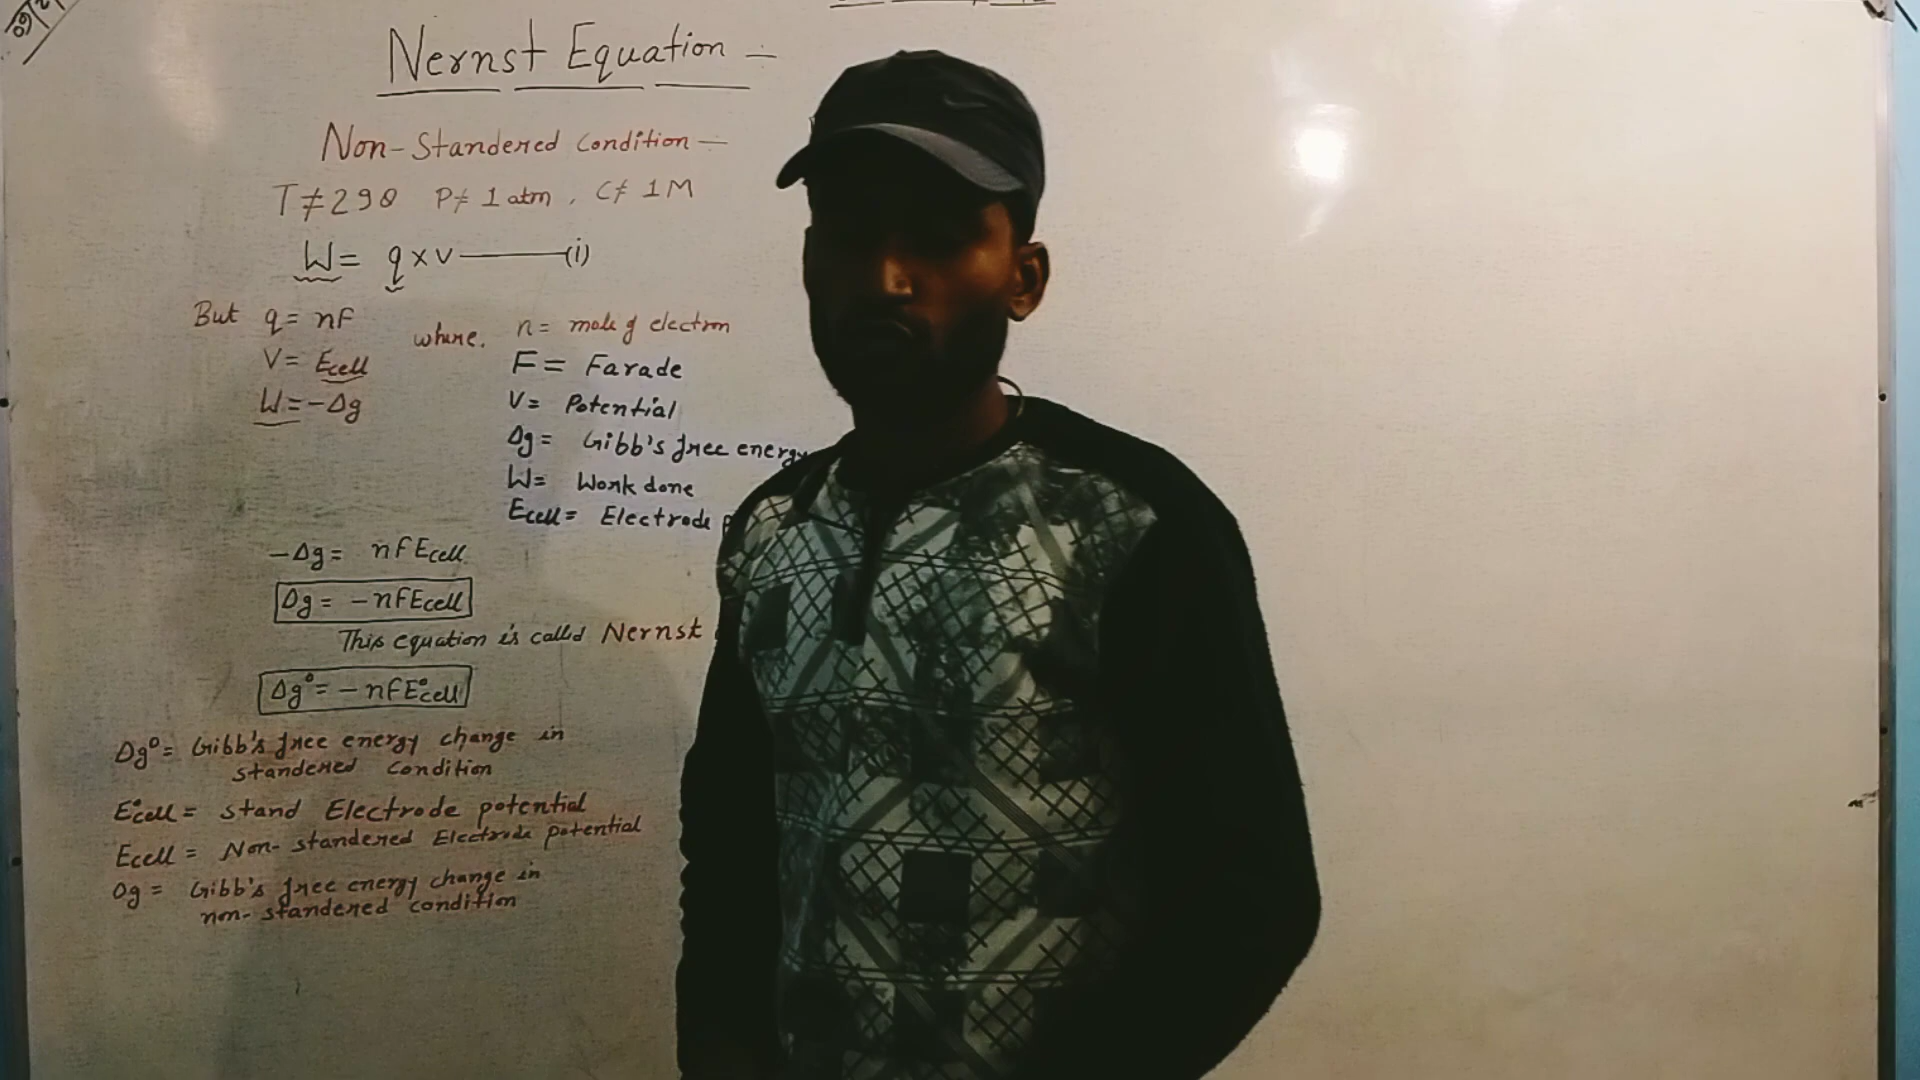 09/2
Nernst Equation –
Non-Standered Condition –
T≠298 P≠ 1 atm, C≠ 1M
W= q×v (i)
But q= nF
V= Ecell
W=-Δg
where. n= mole of electron
F= Farade
V= Potential
Δg= Gibb's free energy
W= Work done
Ecell= Electrode
-Δg= nFEcell
Δg= -nFEcell
This equation is called Nernst
Δg°= -nFE°cell
Δg°= Gibb's free energy change in
standered condition
E°cell= stand Electrode potential
Ecell= Non-standered Electrode potential
Δg= Gibb's free energy change in
non-standered condition